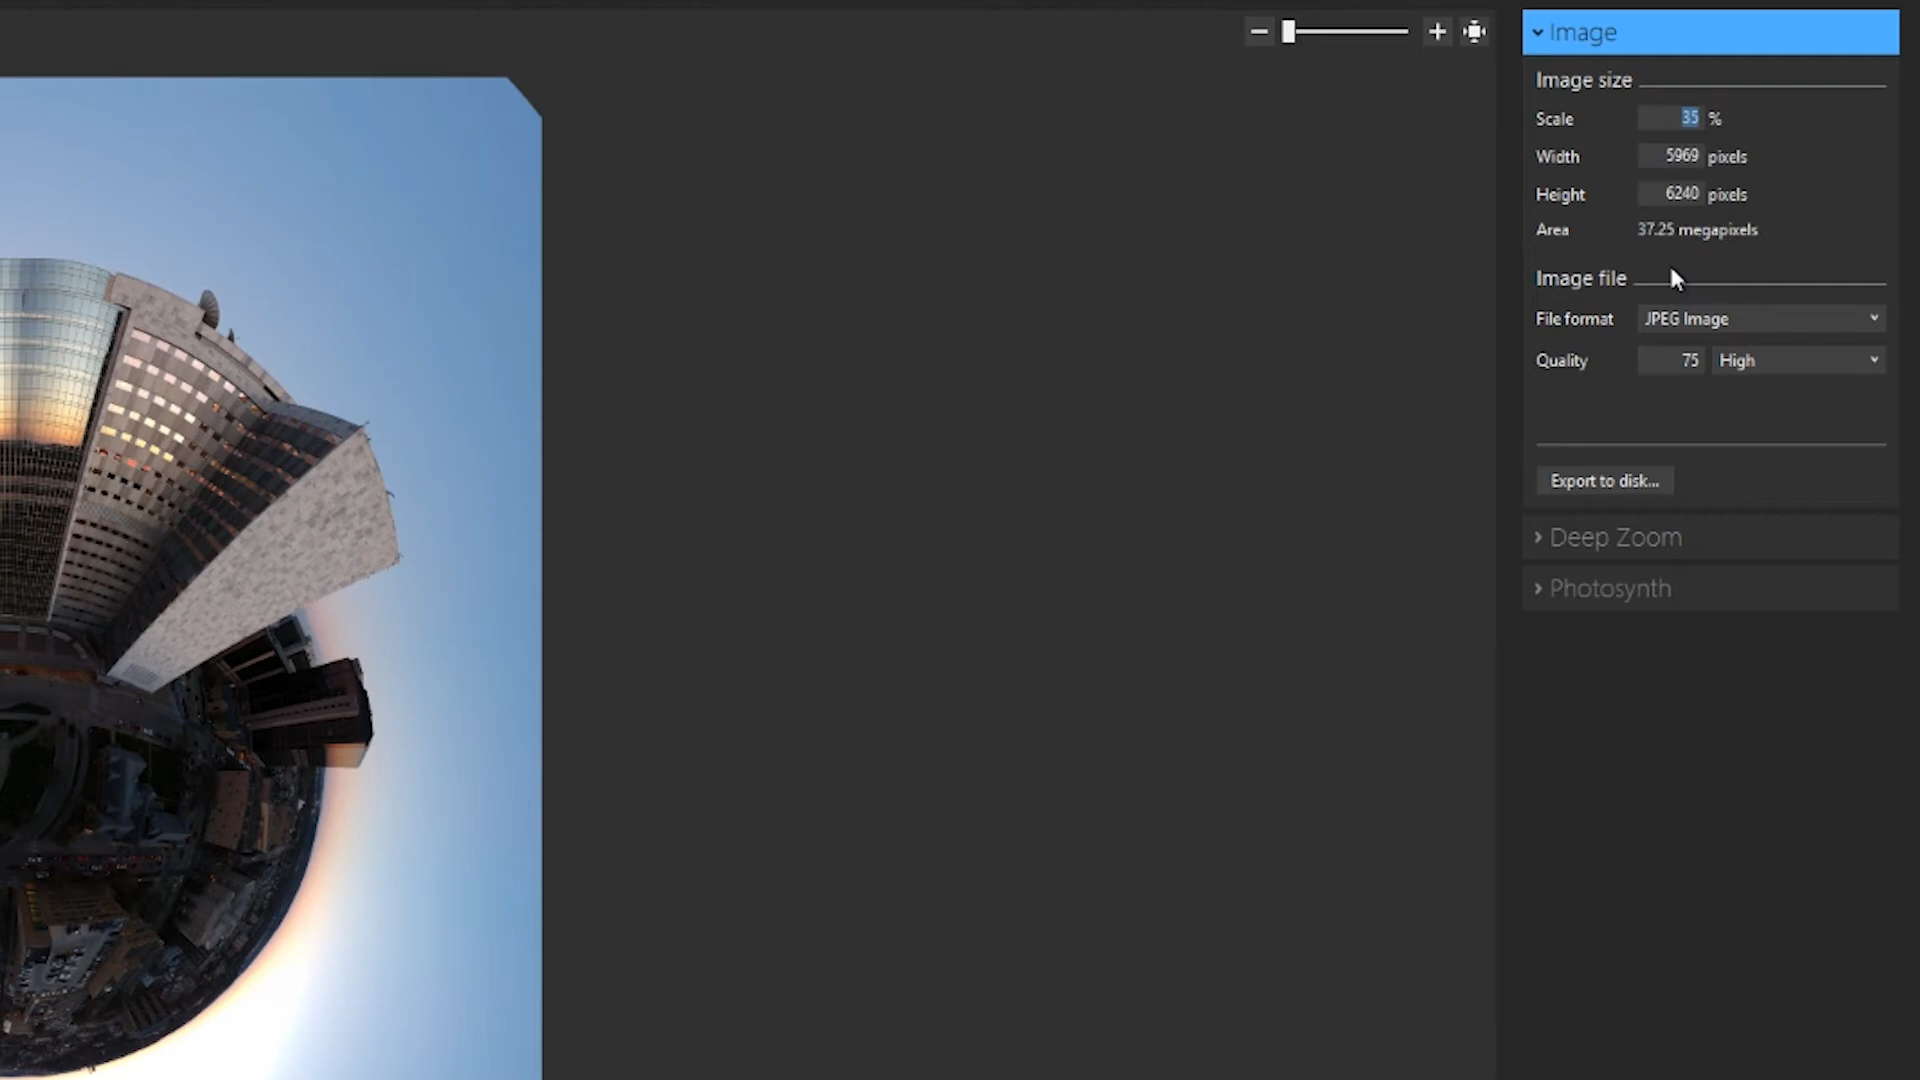 Image
Image size
Scale 35 %
Width 5969 pixels
Height 6240 pixels
Area 37.25 megapixels
Image file
File format JPEG Image
Quality 75 High
Export to disk...
Deep Zoom
Photosynth